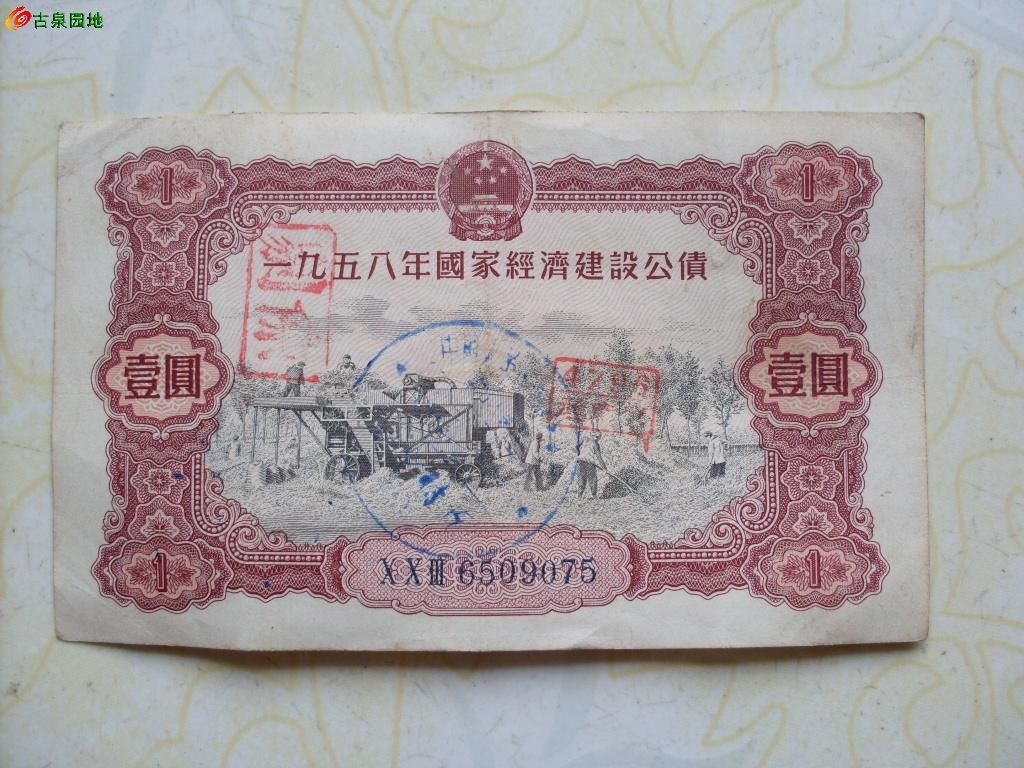 古泉园地
1 1
一九五八年國家經濟建設公債
壹圓 壹圓
1 1
XXIII 6509075